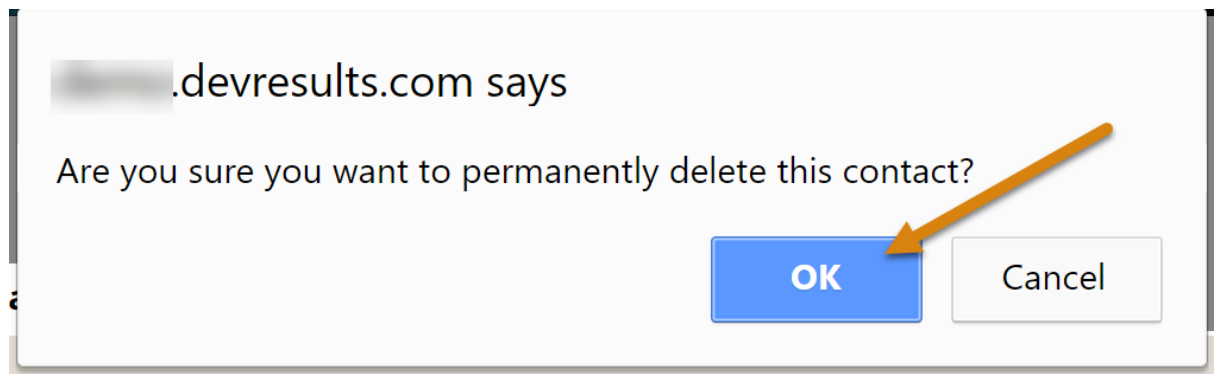 .devresults.com says
Are you sure you want to permanently delete this contact?
OK
Cancel